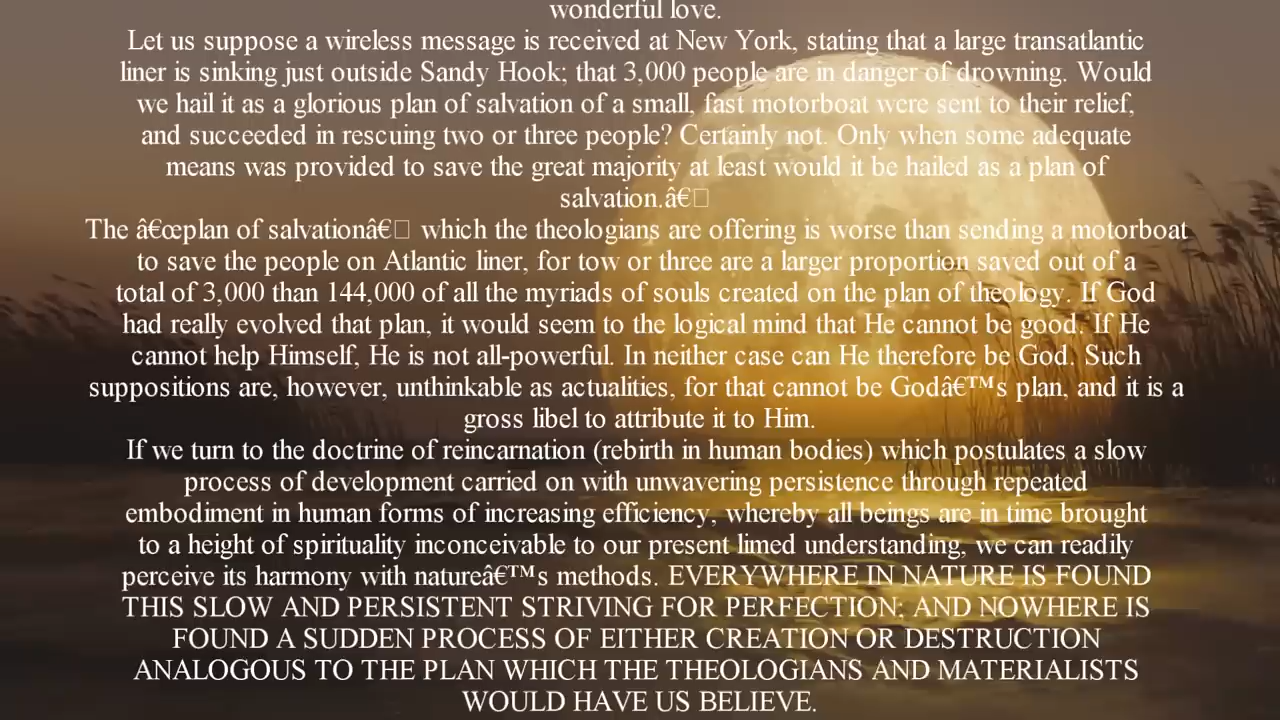 wonderful love.
Let us suppose a wireless message is received at New York, stating that a large transatlantic
liner is sinking just outside Sandy Hook; that 3,000 people are in danger of drowning. Would
we hail it as a glorious plan of salvation of a small, fast motorboat were sent to their relief,
and succeeded in rescuing two or three people? Certainly not. Only when some adequate
means was provided to save the great majority at least would it be hailed as a plan of
salvation.â€□
The â€œplan of salvationâ€□ which the theologians are offering is worse than sending a motorboat
to save the people on Atlantic liner, for tow or three are a larger proportion saved out of a
total of 3,000 than 144,000 of all the myriads of souls created on the plan of theology. If God
had really evolved that plan, it would seem to the logical mind that He cannot be good. If He
cannot help Himself, He is not all-powerful. In neither case can He therefore be God. Such
suppositions are, however, unthinkable as actualities, for that cannot be Godâ€™s plan, and it is a
gross libel to attribute it to Him.
If we turn to the doctrine of reincarnation (rebirth in human bodies) which postulates a slow
process of development carried on with unwavering persistence through repeated
embodiment in human forms of increasing efficiency, whereby all beings are in time brought
to a height of spirituality inconceivable to our present limed understanding, we can readily
perceive its harmony with natureâ€™s methods. EVERYWHERE IN NATURE IS FOUND
THIS SLOW AND PERSISTENT STRIVING FOR PERFECTION; AND NOWHERE IS
FOUND A SUDDEN PROCESS OF EITHER CREATION OR DESTRUCTION
ANALOGOUS TO THE PLAN WHICH THE THEOLOGIANS AND MATERIALISTS
WOULD HAVE US BELIEVE.